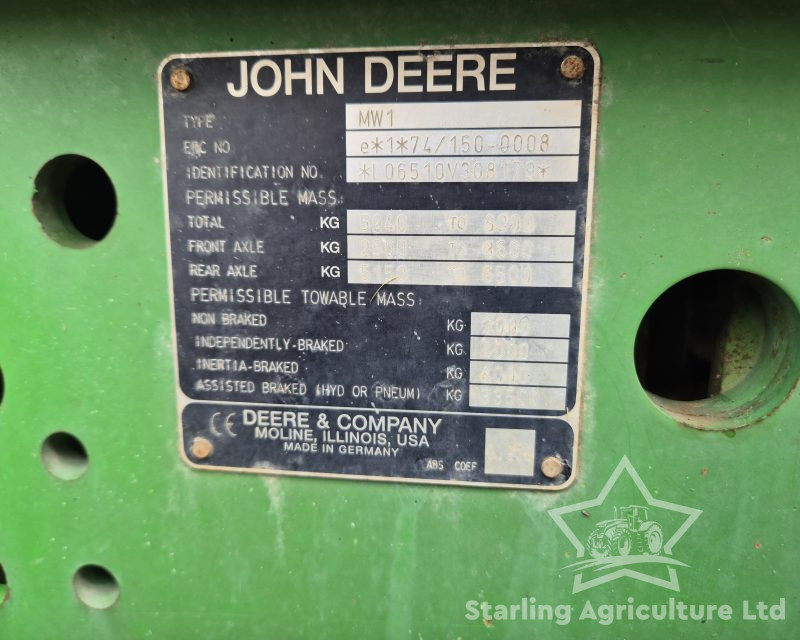 JOHN DEERE
TYPE MW1
EEC NO e*1*74/150-0008
IDENTIFICATION NO.
PERMISSIBLE MASS:
TOTAL KG TO
FRONT AXLE KG
REAR AXLE KG 6500
PERMISSIBLE TOWABLE MASS:
NON BRAKED KG
INDEPENDENTLY-BRAKED KG
INERTIA-BRAKED KG
ASSISTED BRAKED (HYD OR PNEUM) KG
CE DEERE & COMPANY
MOLINE, ILLINOIS, USA
MADE IN GERMANY
ABS COEF
Starling Agriculture Ltd